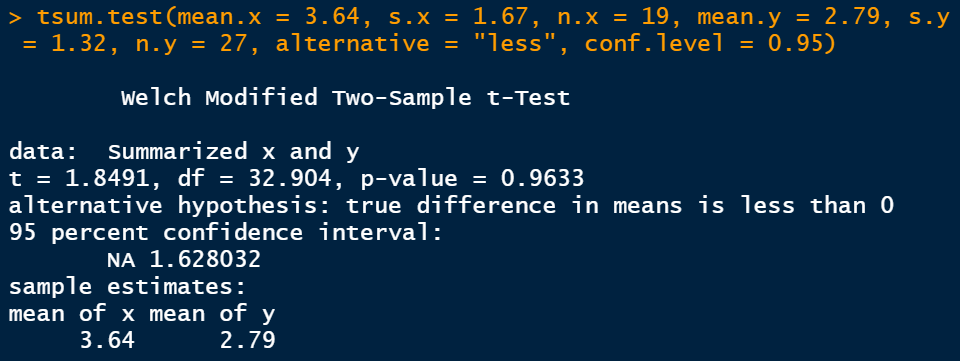 > tsum.test(mean.x = 3.64, s.x = 1.67, n.x = 19, mean.y = 2.79, s.y
 = 1.32, n.y = 27, alternative = "less", conf.level = 0.95)
        Welch Modified Two-Sample t-Test
data:  Summarized x and y
t = 1.8491, df = 32.904, p-value = 0.9633
alternative hypothesis: true difference in means is less than 0
95 percent confidence interval:
       NA 1.628032
sample estimates:
mean of x mean of y
     3.64      2.79